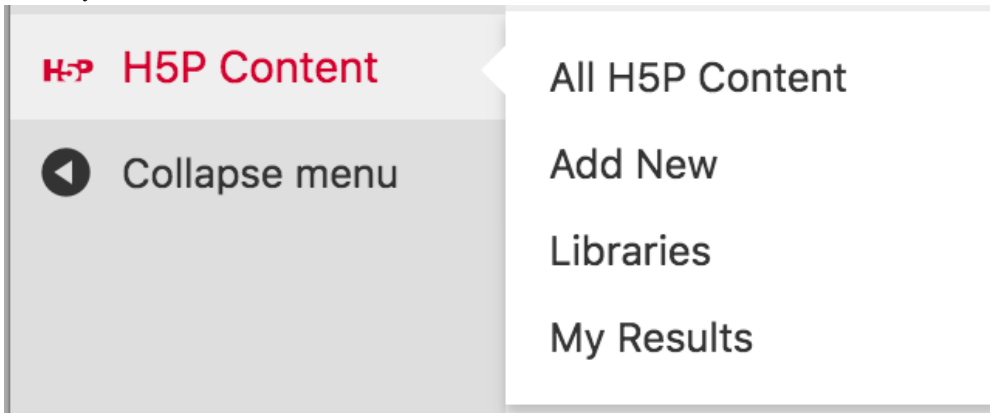 H5P H5P Content
Collapse menu
All H5P Content
Add New
Libraries
My Results